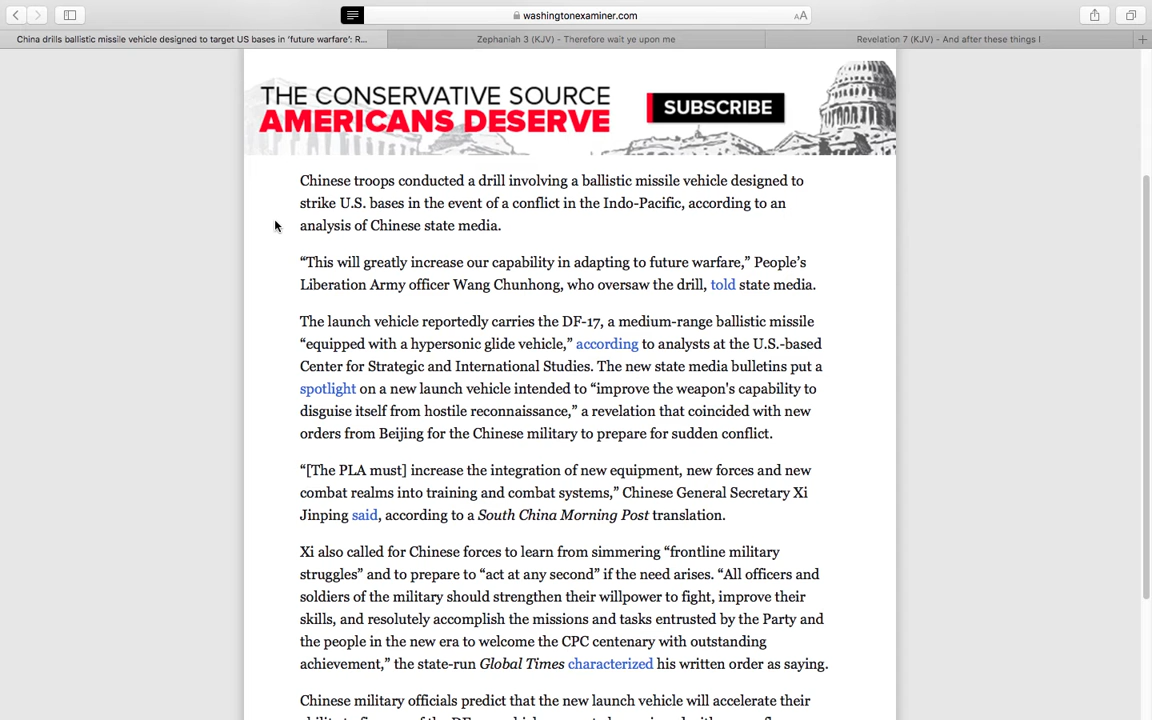 washingtonexaminer.com
AA
China drills ballistic missile vehicle designed to target US bases in ‘future warfare’: R...
Zephaniah 3 (KJV) - Therefore wait ye upon me
Revelation 7 (KJV) - And after these things I
THE CONSERVATIVE SOURCE
AMERICANS DESERVE
SUBSCRIBE
Chinese troops conducted a drill involving a ballistic missile vehicle designed to
strike U.S. bases in the event of a conflict in the Indo-Pacific, according to an
analysis of Chinese state media.
“This will greatly increase our capability in adapting to future warfare,” People’s
Liberation Army officer Wang Chunhong, who oversaw the drill, told state media.
The launch vehicle reportedly carries the DF-17, a medium-range ballistic missile
“equipped with a hypersonic glide vehicle,” according to analysts at the U.S.-based
Center for Strategic and International Studies. The new state media bulletins put a
spotlight on a new launch vehicle intended to “improve the weapon's capability to
disguise itself from hostile reconnaissance,” a revelation that coincided with new
orders from Beijing for the Chinese military to prepare for sudden conflict.
“[The PLA must] increase the integration of new equipment, new forces and new
combat realms into training and combat systems,” Chinese General Secretary Xi
Jinping said, according to a South China Morning Post translation.
Xi also called for Chinese forces to learn from simmering “frontline military
struggles” and to prepare to “act at any second” if the need arises. “All officers and
soldiers of the military should strengthen their willpower to fight, improve their
skills, and resolutely accomplish the missions and tasks entrusted by the Party and
the people in the new era to welcome the CPC centenary with outstanding
achievement,” the state-run Global Times characterized his written order as saying.
Chinese military officials predict that the new launch vehicle will accelerate their